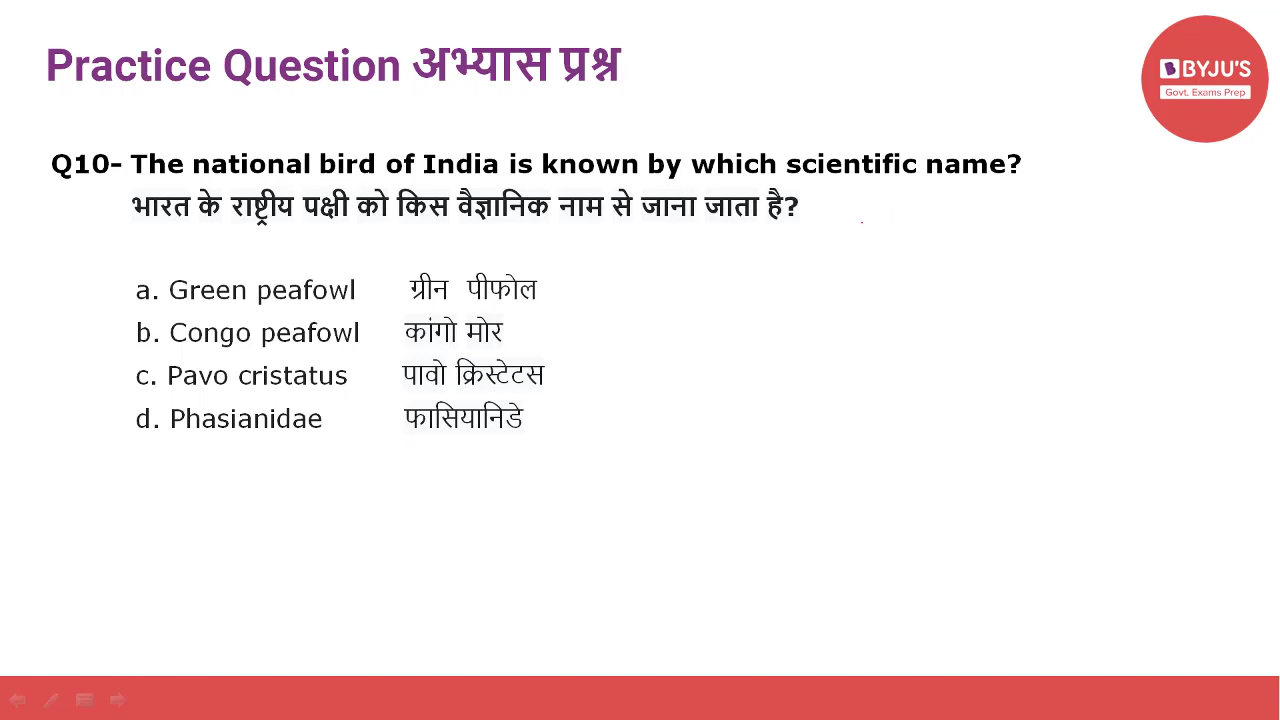 Practice Question अभ्यास प्रश्न
BYJU'S
Govt. Exams Prep
Q10- The national bird of India is known by which scientific name?
भारत के राष्ट्रीय पक्षी को किस वैज्ञानिक नाम से जाना जाता है?
a. Green peafowl ग्रीन पीफोल
b. Congo peafowl कांगो मोर
c. Pavo cristatus पावो क्रिस्टेटस
d. Phasianidae फासियानिडे